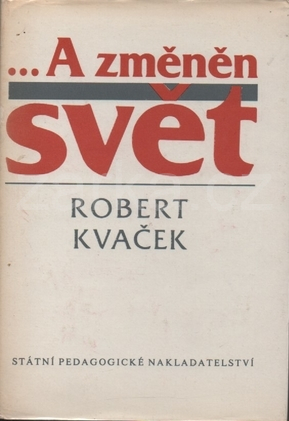 ...A změněn
svět
ROBERT
KVAČEK
STÁTNÍ PEDAGOGICKÉ NAKLADATELSTVÍ